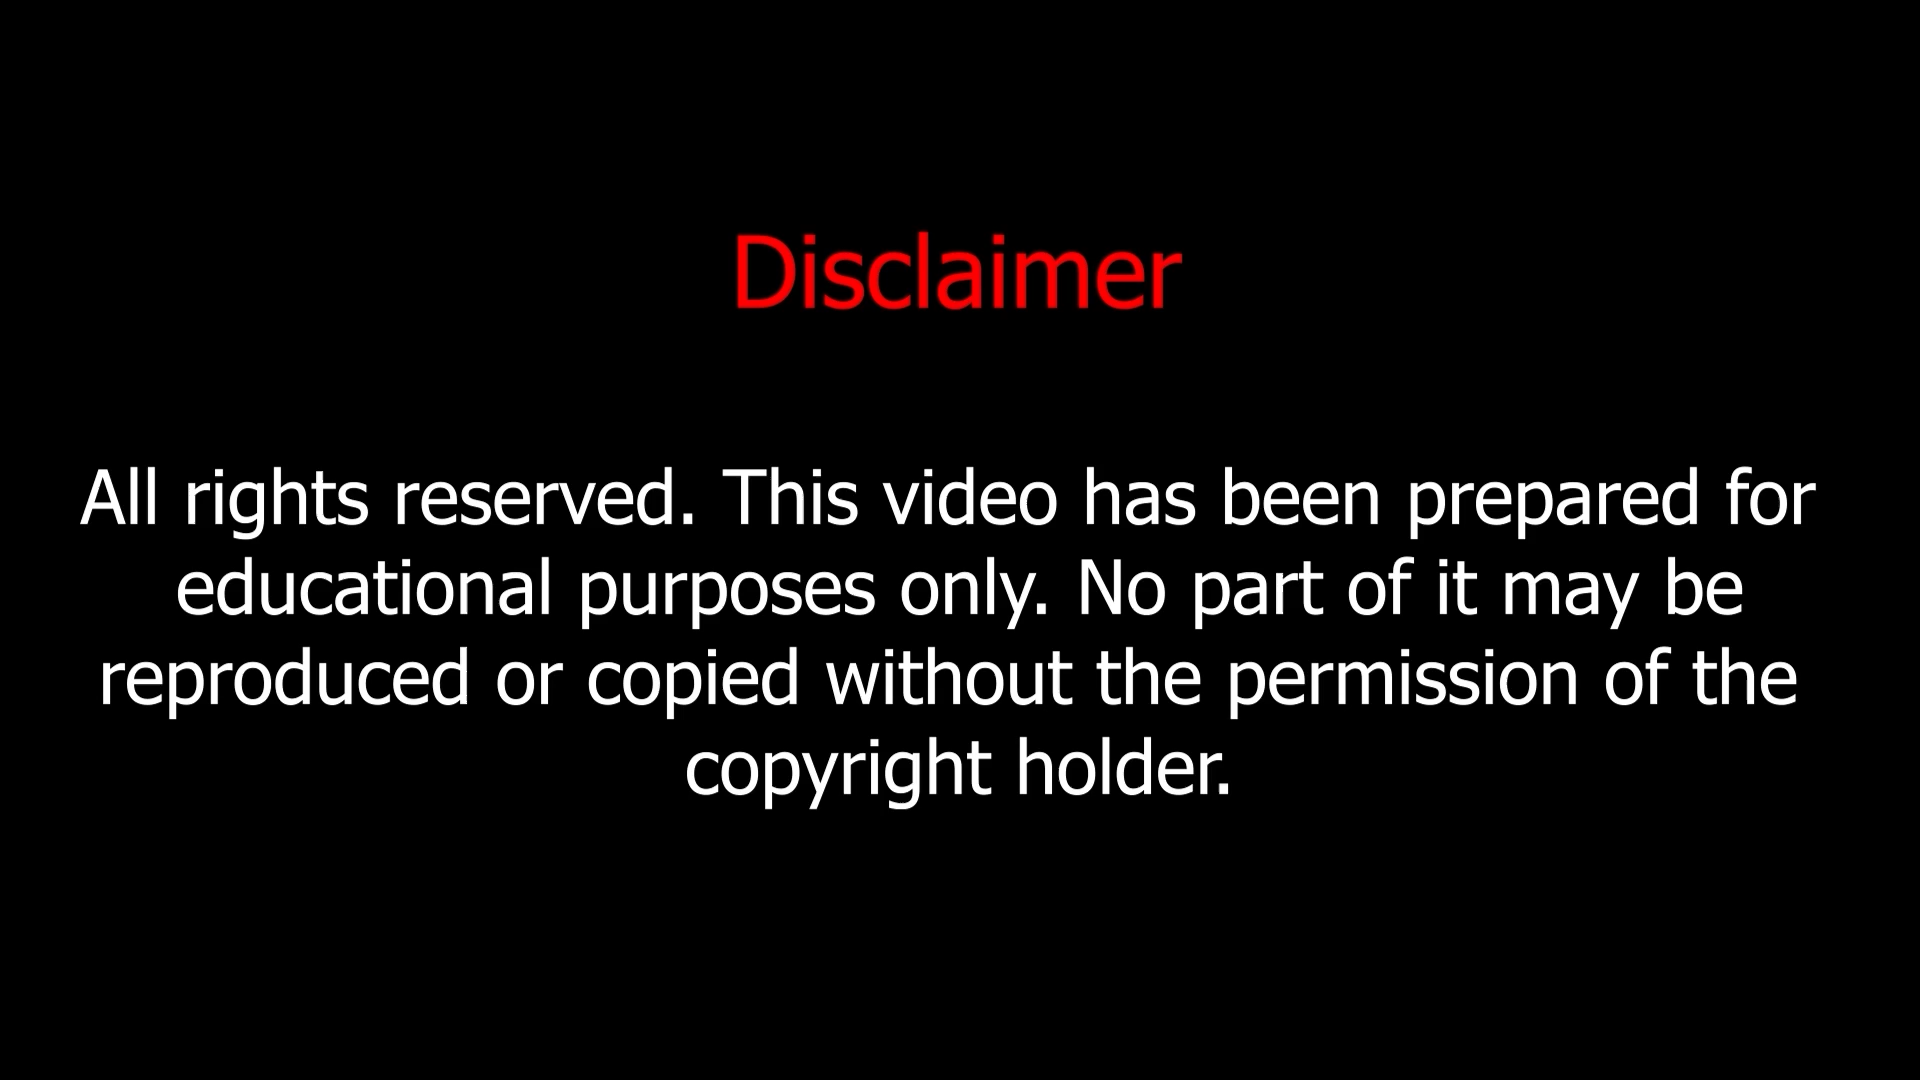 Disclaimer
All rights reserved. This video has been prepared for
educational purposes only. No part of it may be
reproduced or copied without the permission of the
copyright holder.